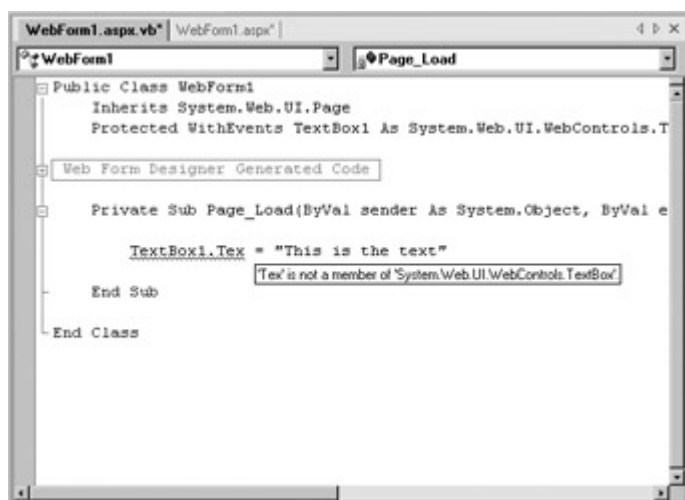 WebForm1.aspx.vb* WebForm1.aspx*
WebForm1 Page_Load
Public Class WebForm1
Inherits System.Web.UI.Page
Protected WithEvents TextBox1 As System.Web.UI.WebControls.T
Web Form Designer Generated Code
Private Sub Page_Load(ByVal sender As System.Object, ByVal e
TextBox1.Tex = "This is the text"
'Tex' is not a member of 'System.Web.UI.WebControls.TextBox'.
End Sub
End Class